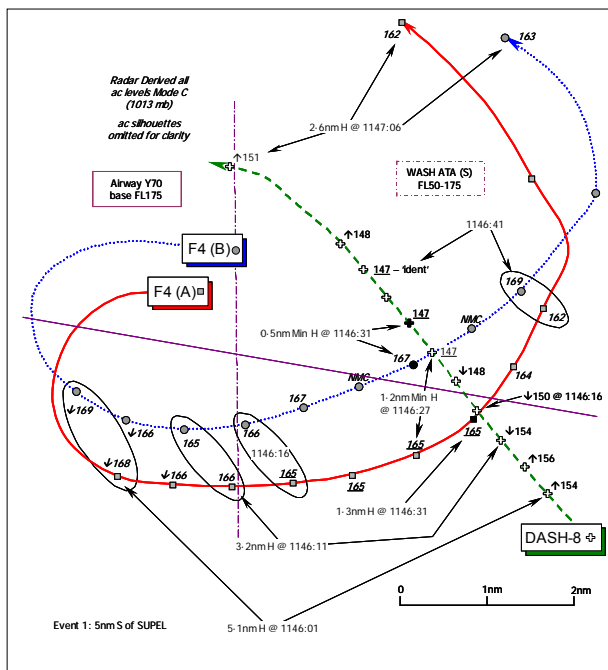 162
163
Radar Derived all
ac levels Mode C
(1013 mb)
ac silhouettes
omitted for clarity
2·6nm H @ 1147:06
↑151
Airway Y70
base FL175
WASH ATA (S)
FL50-175
F4 (B)
↑148
1146:41
147 – 'ident'
F4 (A)
169
162
147
NMC
0·5nm Min H @ 1146:31
167
147
164
NMC
↓148
1·2nm Min H
@ 1146:27
↓150 @ 1146:16
↓169
↓166
165
166
167
165
↓154
1146:16
165
↓168
↓166
166
165
165
↑156
↑154
1·3nm H @ 1146:31
3·2nm H @ 1146:11
DASH-8
0
1nm
2nm
Event 1: 5nm S of SUPEL
5·1nm H @ 1146:01